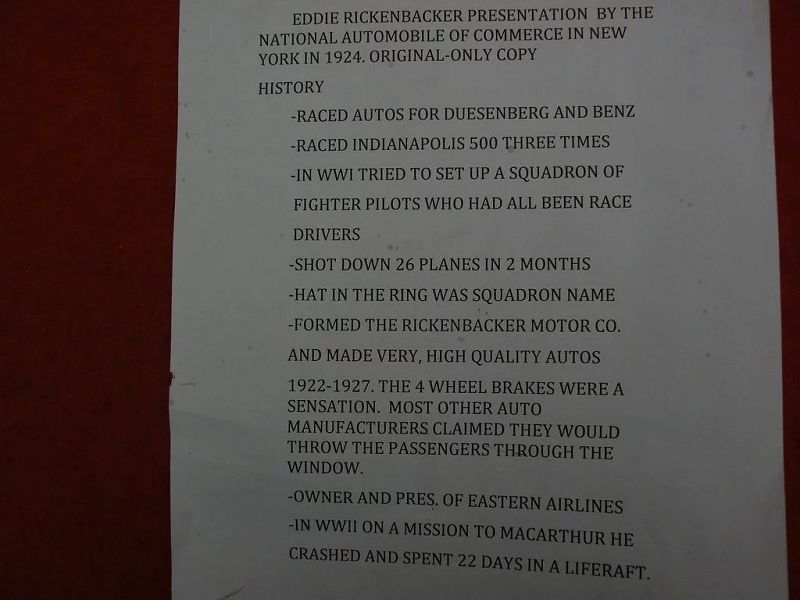 EDDIE RICKENBACKER PRESENTATION BY THE
NATIONAL AUTOMOBILE OF COMMERCE IN NEW
YORK IN 1924. ORIGINAL-ONLY COPY
HISTORY
-RACED AUTOS FOR DUESENBERG AND BENZ
-RACED INDIANAPOLIS 500 THREE TIMES
-IN WWI TRIED TO SET UP A SQUADRON OF
FIGHTER PILOTS WHO HAD ALL BEEN RACE
DRIVERS
-SHOT DOWN 26 PLANES IN 2 MONTHS
-HAT IN THE RING WAS SQUADRON NAME
-FORMED THE RICKENBACKER MOTOR CO.
AND MADE VERY, HIGH QUALITY AUTOS
1922-1927. THE 4 WHEEL BRAKES WERE A
SENSATION. MOST OTHER AUTO
MANUFACTURERS CLAIMED THEY WOULD
THROW THE PASSENGERS THROUGH THE
WINDOW.
-OWNER AND PRES. OF EASTERN AIRLINES
-IN WWII ON A MISSION TO MACARTHUR HE
CRASHED AND SPENT 22 DAYS IN A LIFERAFT.